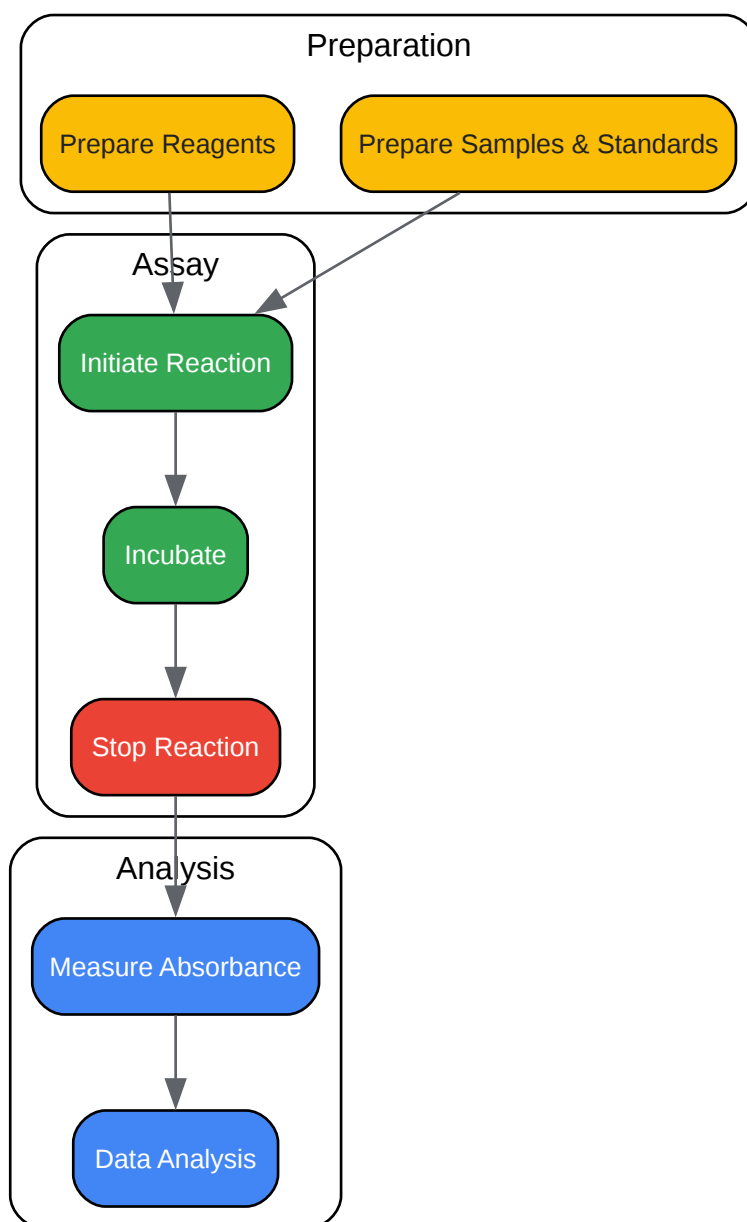 Preparation
Prepare Reagents
Prepare Samples & Standards
Assay
Initiate Reaction
Incubate
Stop Reaction
Analysis
Measure Absorbance
Data Analysis